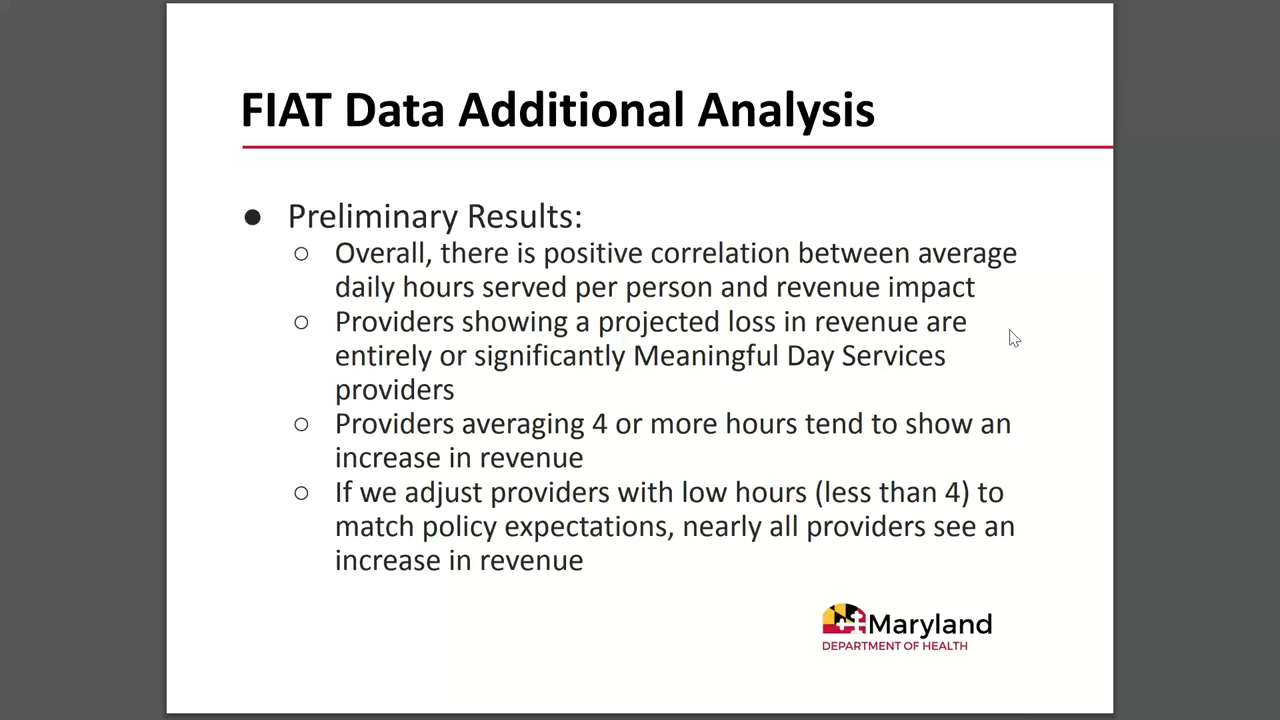 FIAT Data Additional Analysis
● Preliminary Results:
○ Overall, there is positive correlation between average
daily hours served per person and revenue impact
○ Providers showing a projected loss in revenue are
entirely or significantly Meaningful Day Services
providers
○ Providers averaging 4 or more hours tend to show an
increase in revenue
○ If we adjust providers with low hours (less than 4) to
match policy expectations, nearly all providers see an
increase in revenue
Maryland
DEPARTMENT OF HEALTH